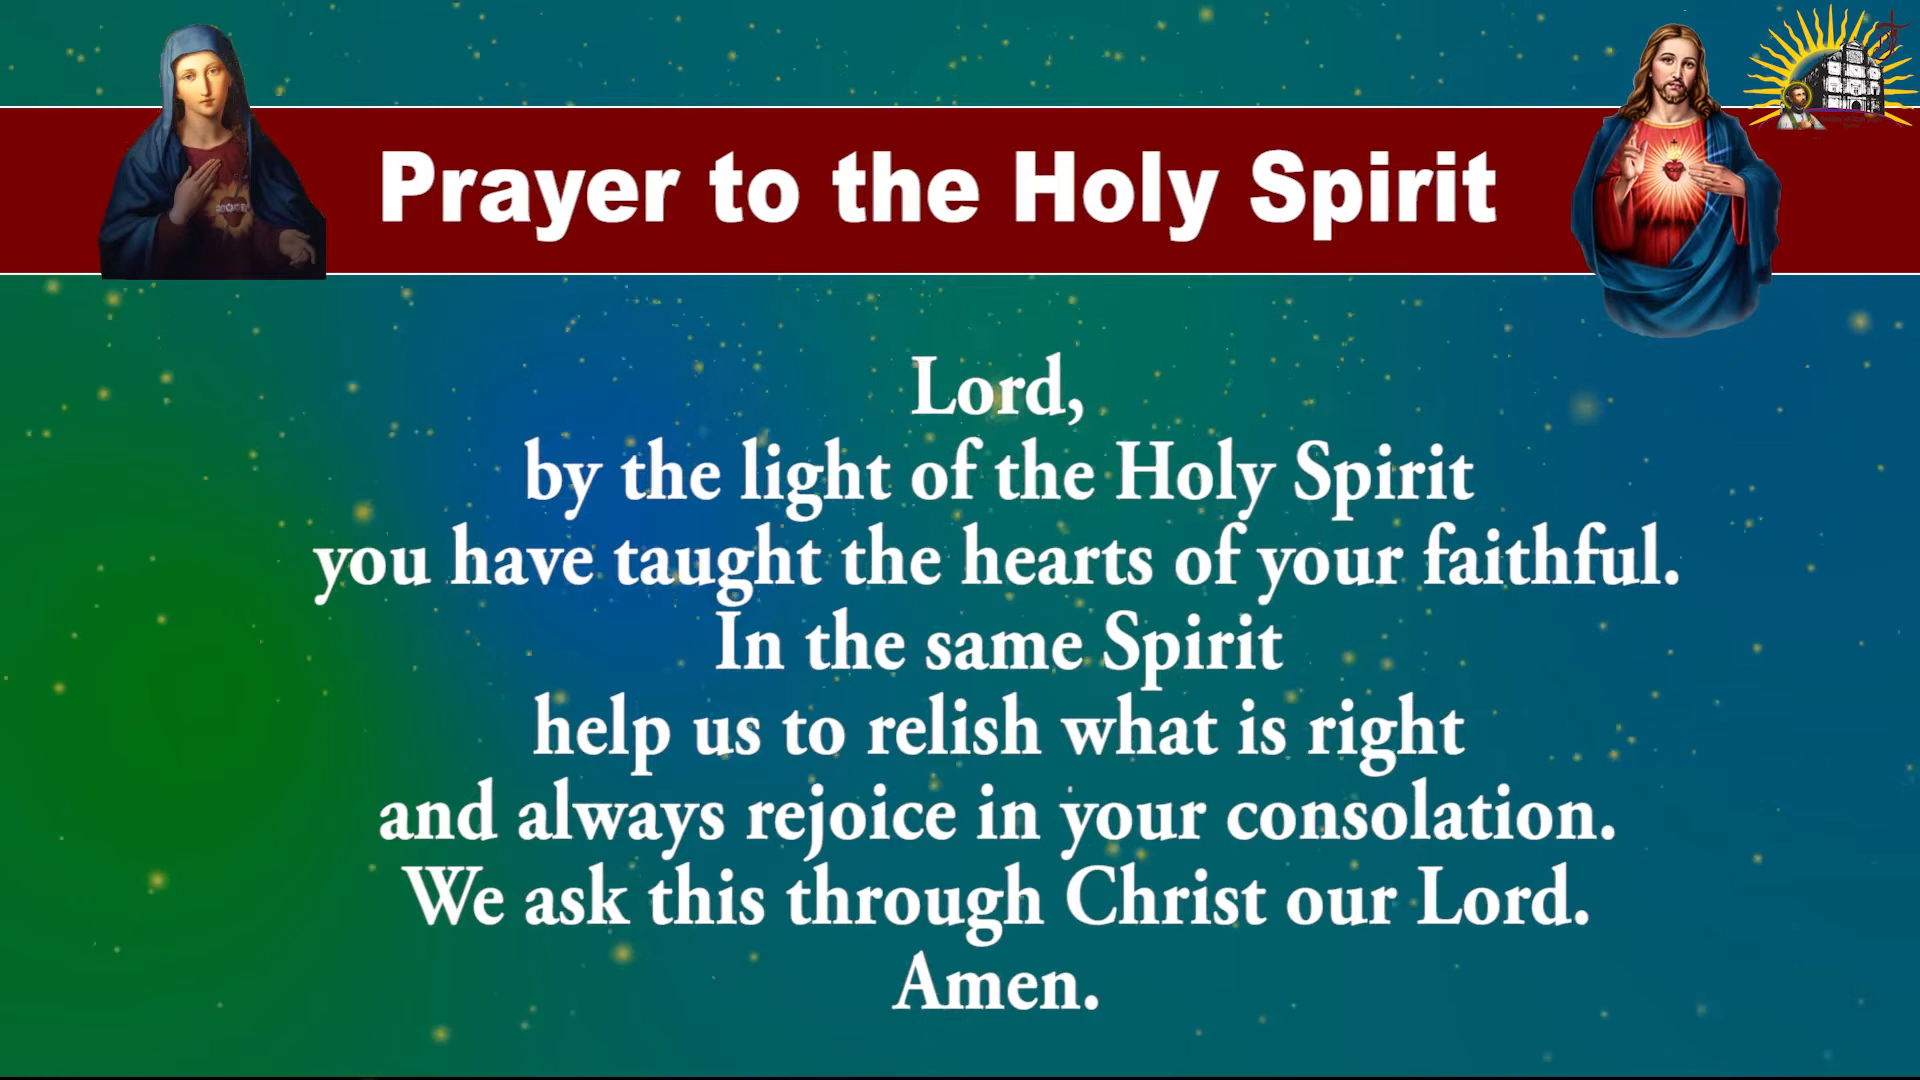 Prayer to the Holy Spirit
Lord,
by the light of the Holy Spirit
you have taught the hearts of your faithful.
In the same Spirit
help us to relish what is right
and always rejoice in your consolation.
We ask this through Christ our Lord.
Amen.